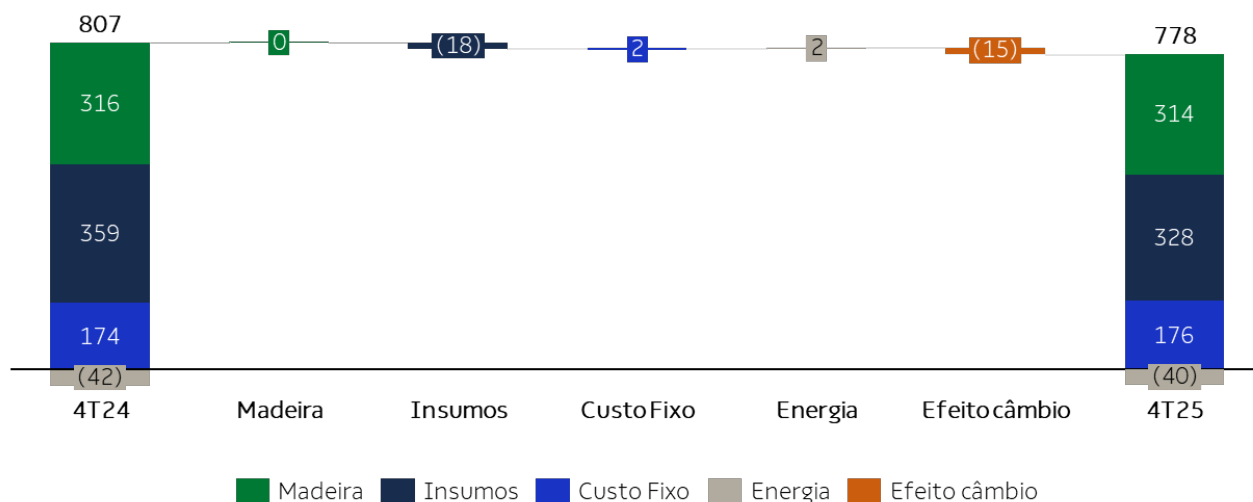 807
0
(18)
2
2
(15)
778
316
314
359
328
174
176
(42)
(40)
4T24
Madeira
Insumos
Custo Fixo
Energia
Efeito câmbio
4T25
Madeira
Insumos
Custo Fixo
Energia
Efeito câmbio